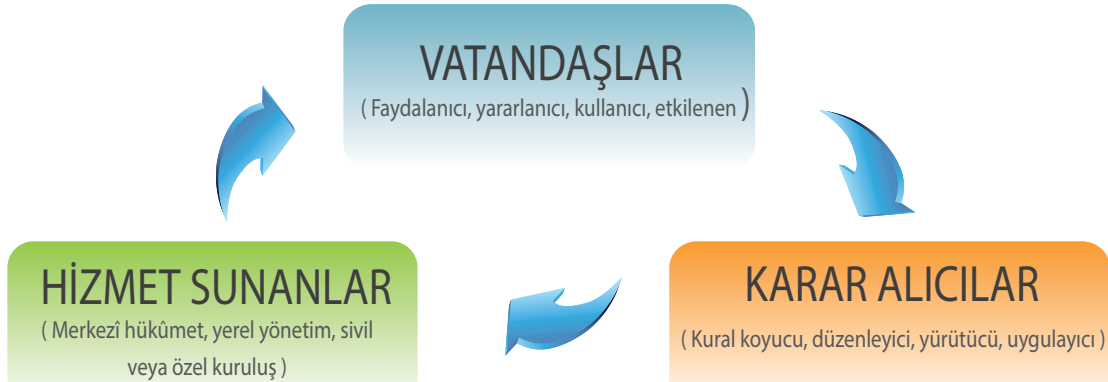 VATANDAŞLAR
( Faydalanıcı, yararlanıcı, kullanıcı, etkilenen )
HİZMET SUNANLAR
( Merkezî hükûmet, yerel yönetim, sivil
veya özel kuruluş )
KARAR ALICILAR
( Kural koyucu, düzenleyici, yürütücü, uygulayıcı )